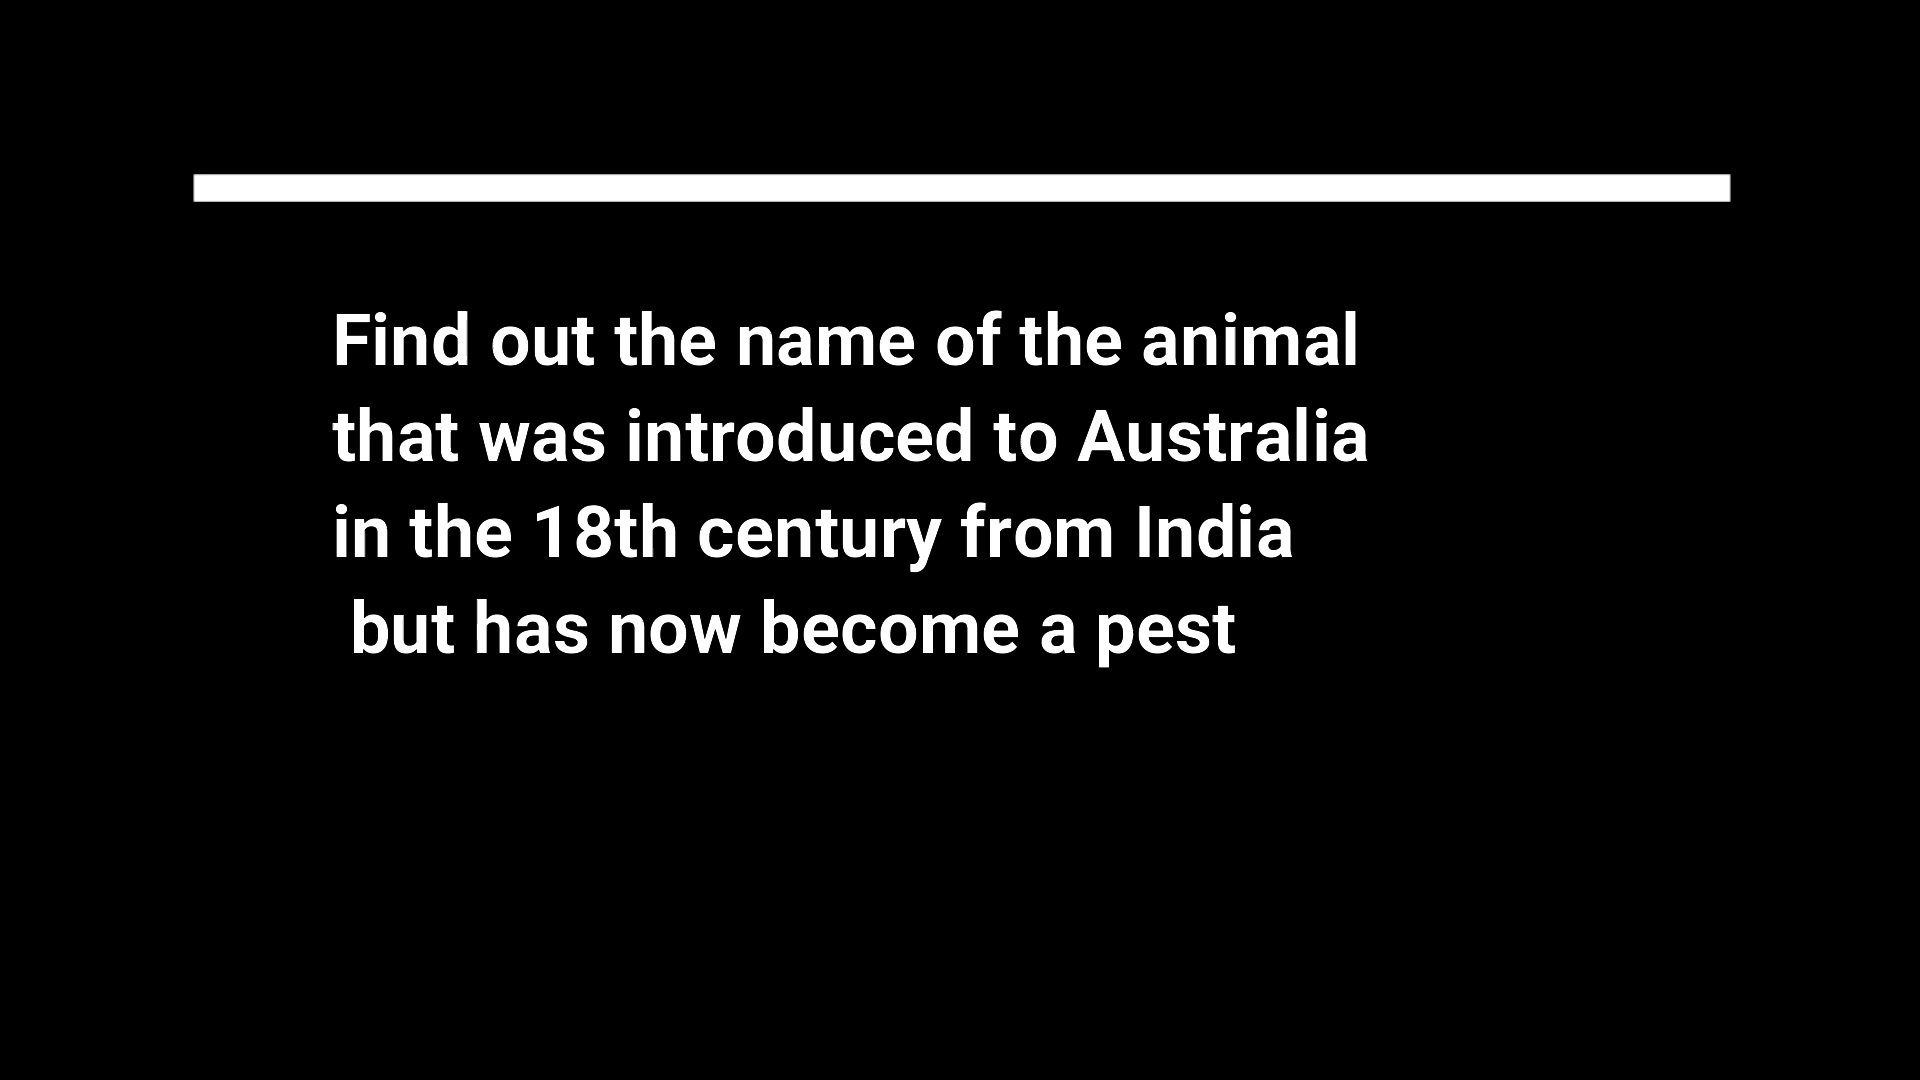 Find out the name of the animal
that was introduced to Australia
in the 18th century from India
but has now become a pest